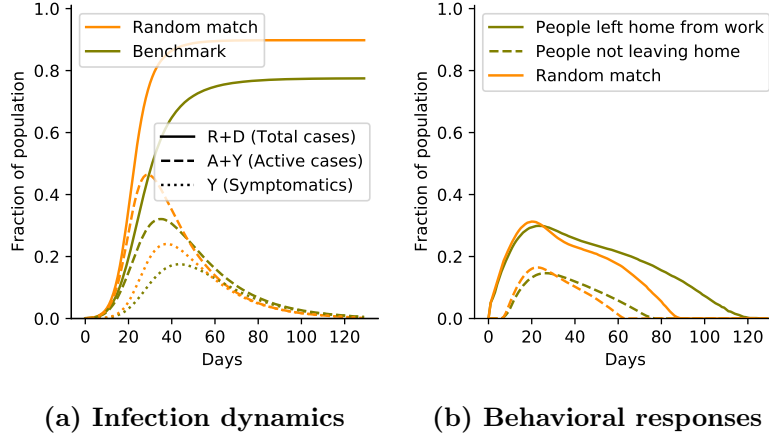 Random match
Benchmark
R+D (Total cases)
A+Y (Active cases)
Y (Symptomatics)
Fraction of population
1.0
0.8
0.6
0.4
0.2
0.0
0 20 40 60 80 100 120
Days
(a) Infection dynamics
People left home from work
People not leaving home
Random match
Fraction of population
1.0
0.8
0.6
0.4
0.2
0.0
0 20 40 60 80 100 120
Days
(b) Behavioral responses